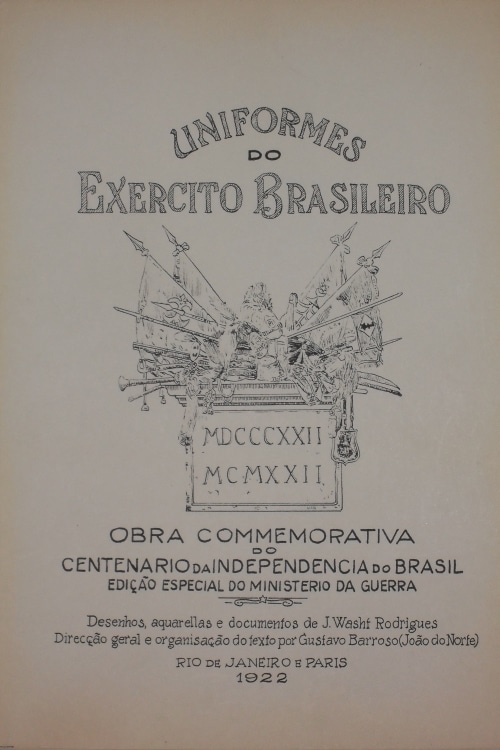 UNIFORMES
DO
EXERCITO BRASILEIRO
MDCCCXXII
MCMXXII
OBRA COMMEMORATIVA
DO
CENTENARIO DA INDEPENDENCIA DO BRASIL
EDIÇÃO ESPECIAL DO MINISTERIO DA GUERRA
Desenhos, aquarellas e documentos de J. Washt Rodrigues
Direcção geral e organisação do texto por Gustavo Barroso (João do Norte)
RIO DE JANEIRO E PARIS
1922